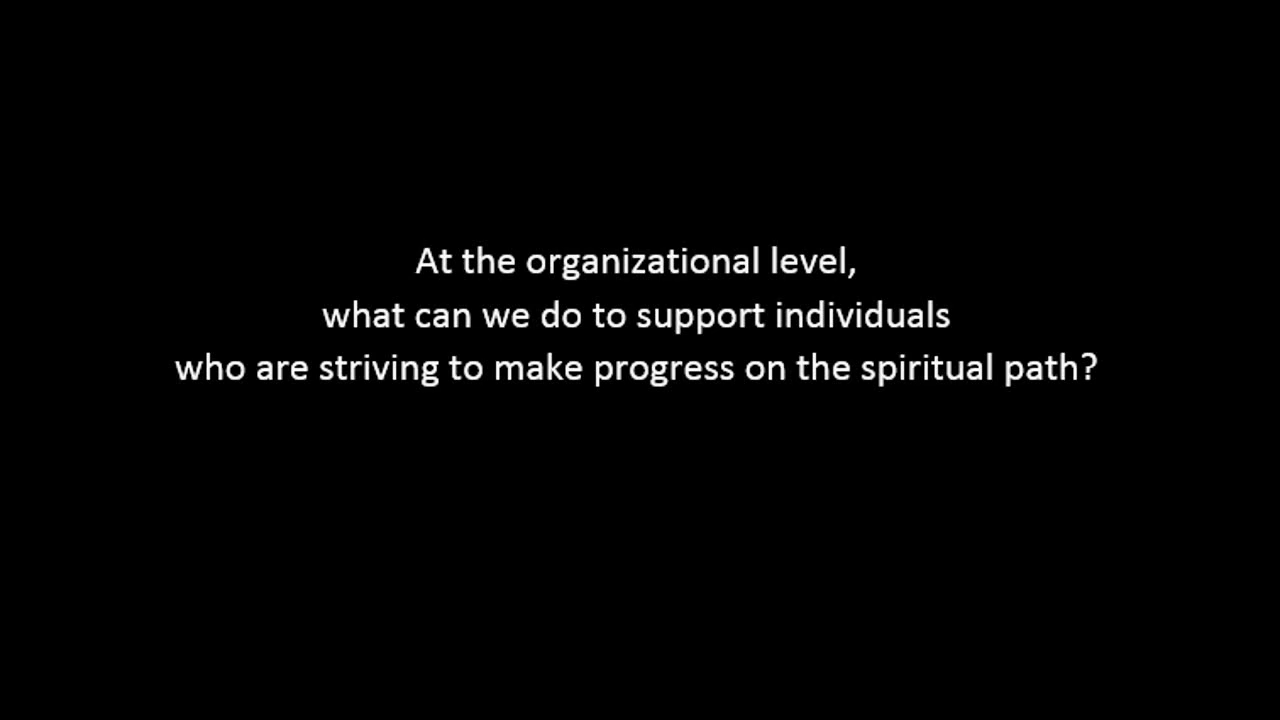 At the organizational level,
what can we do to support individuals
who are striving to make progress on the spiritual path?